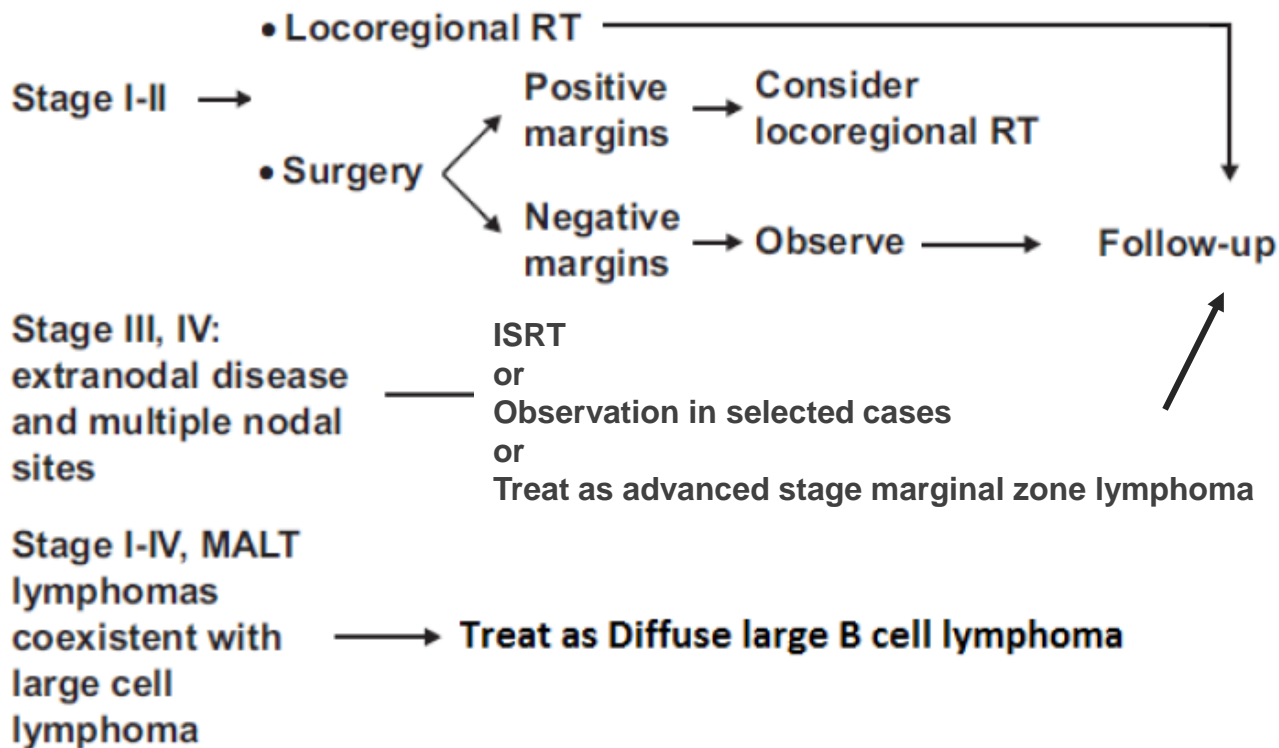 • Locoregional RT
Stage I-II
• Surgery
Positive
margins
Consider
locoregional RT
Negative
margins
Observe
Follow-up
Stage III, IV:
extranodal disease
and multiple nodal
sites
ISRT
or
Observation in selected cases
or
Treat as advanced stage marginal zone lymphoma
Stage I-IV, MALT
lymphomas
coexistent with
large cell
lymphoma
Treat as Diffuse large B cell lymphoma